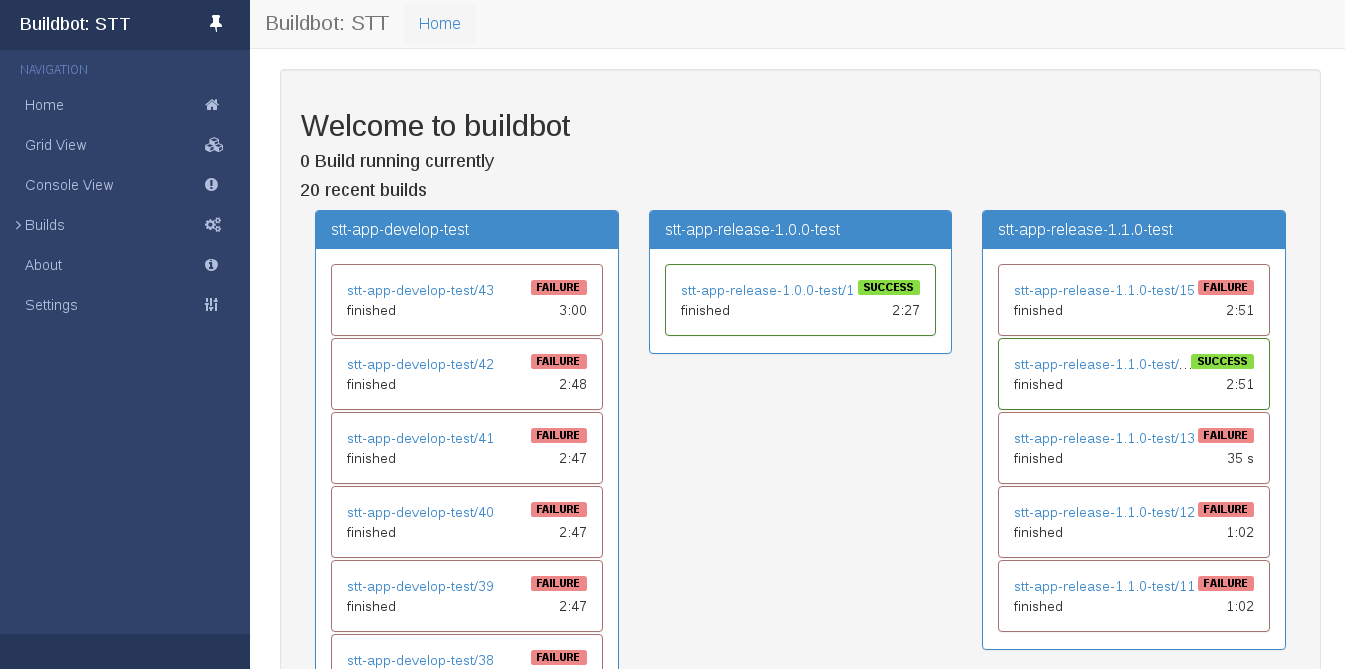 Buildbot: STT
NAVIGATION
Home
Grid View
Console View
Builds
About
Settings
Buildbot: STT
Home
Welcome to buildbot
0 Build running currently
20 recent builds
stt-app-develop-test
stt-app-develop-test/43 FAILURE
finished 3:00
stt-app-develop-test/42 FAILURE
finished 2:48
stt-app-develop-test/41 FAILURE
finished 2:47
stt-app-develop-test/40 FAILURE
finished 2:47
stt-app-develop-test/39 FAILURE
finished 2:47
stt-app-develop-test/38 FAILURE
stt-app-release-1.0.0-test
stt-app-release-1.0.0-test/1 SUCCESS
finished 2:27
stt-app-release-1.1.0-test
stt-app-release-1.1.0-test/15 FAILURE
finished 2:51
stt-app-release-1.1.0-test/... SUCCESS
finished 2:51
stt-app-release-1.1.0-test/13 FAILURE
finished 35 s
stt-app-release-1.1.0-test/12 FAILURE
finished 1:02
stt-app-release-1.1.0-test/11 FAILURE
finished 1:02